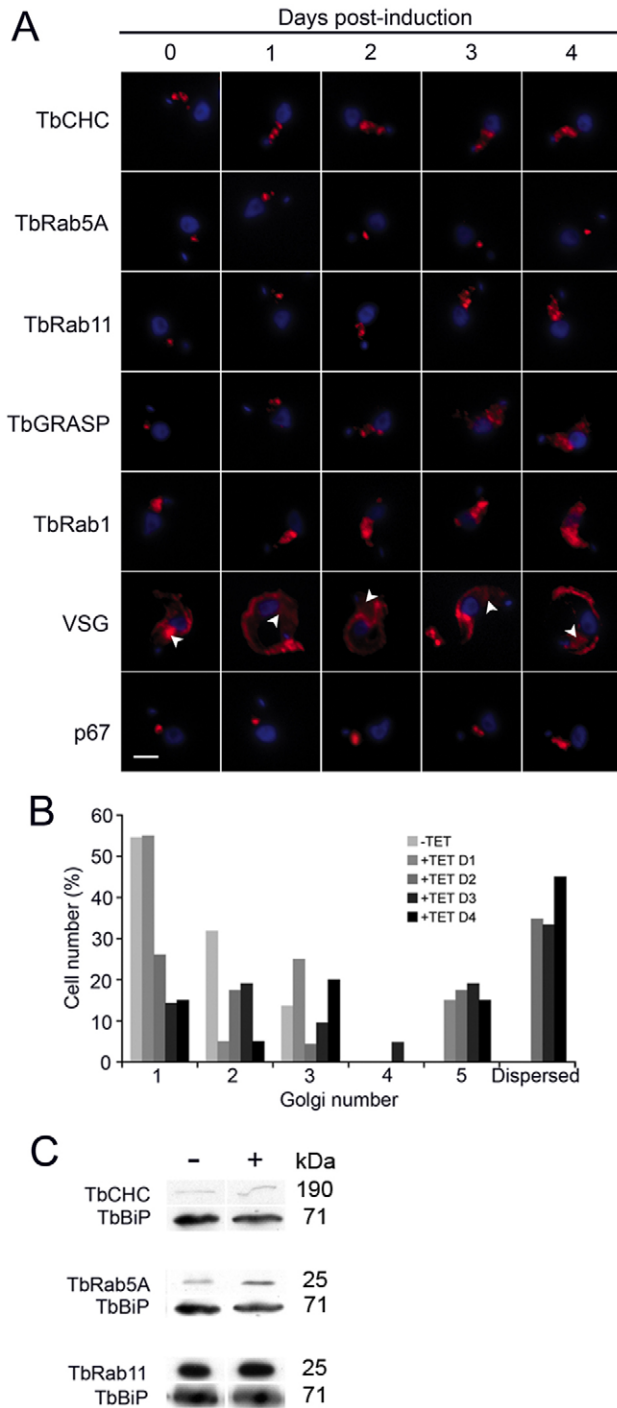 A
Days post-induction
0 1 2 3 4
TbCHC
TbRab5A
TbRab11
TbGRASP
TbRab1
VSG
p67
B
Cell number (%)
60
50
40
30
20
10
0
-TET
+TET D1
+TET D2
+TET D3
+TET D4
1 2 3 4 5 Dispersed
Golgi number
C
- + kDa
TbCHC 190
TbBiP 71
TbRab5A 25
TbBiP 71
TbRab11 25
TbBiP 71